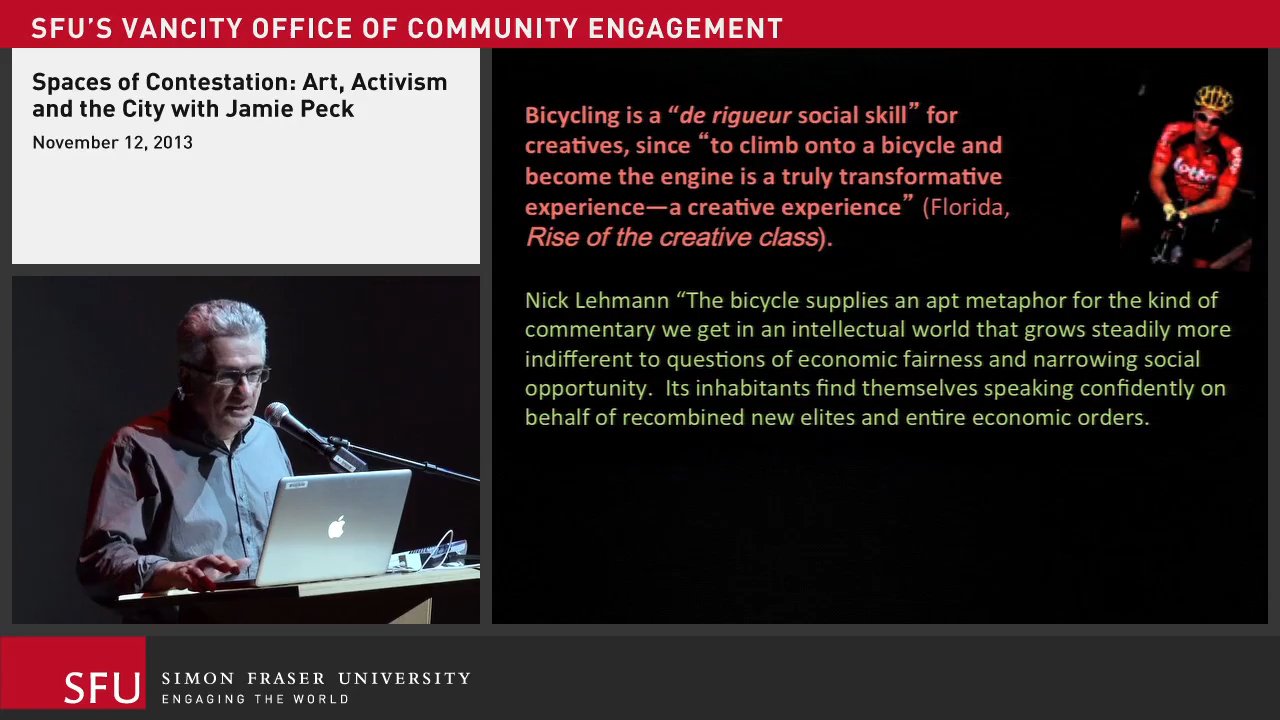 SFU'S VANCITY OFFICE OF COMMUNITY ENGAGEMENT
Spaces of Contestation: Art, Activism
and the City with Jamie Peck
November 12, 2013
Bicycling is a “de rigueur social skill” for
creatives, since “to climb onto a bicycle and
become the engine is a truly transformative
experience—a creative experience” (Florida,
Rise of the creative class).
Nick Lehmann “The bicycle supplies an apt metaphor for the kind of
commentary we get in an intellectual world that grows steadily more
indifferent to questions of economic fairness and narrowing social
opportunity.  Its inhabitants find themselves speaking confidently on
behalf of recombined new elites and entire economic orders.
lotto
SFU
SIMON FRASER UNIVERSITY
ENGAGING THE WORLD